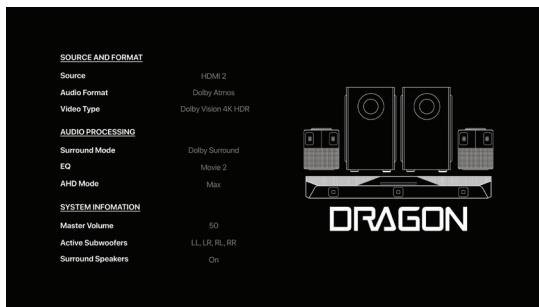 SOURCE AND FORMAT
Source HDMI 2
Audio Format Dolby Atmos
Video Type Dolby Vision 4K HDR
AUDIO PROCESSING
Surround Mode Dolby Surround
EQ Movie 2
AHD Mode Max
SYSTEM INFOMATION
Master Volume 50
Active Subwoofers LL, LR, RL, RR
Surround Speakers On
DRAGON